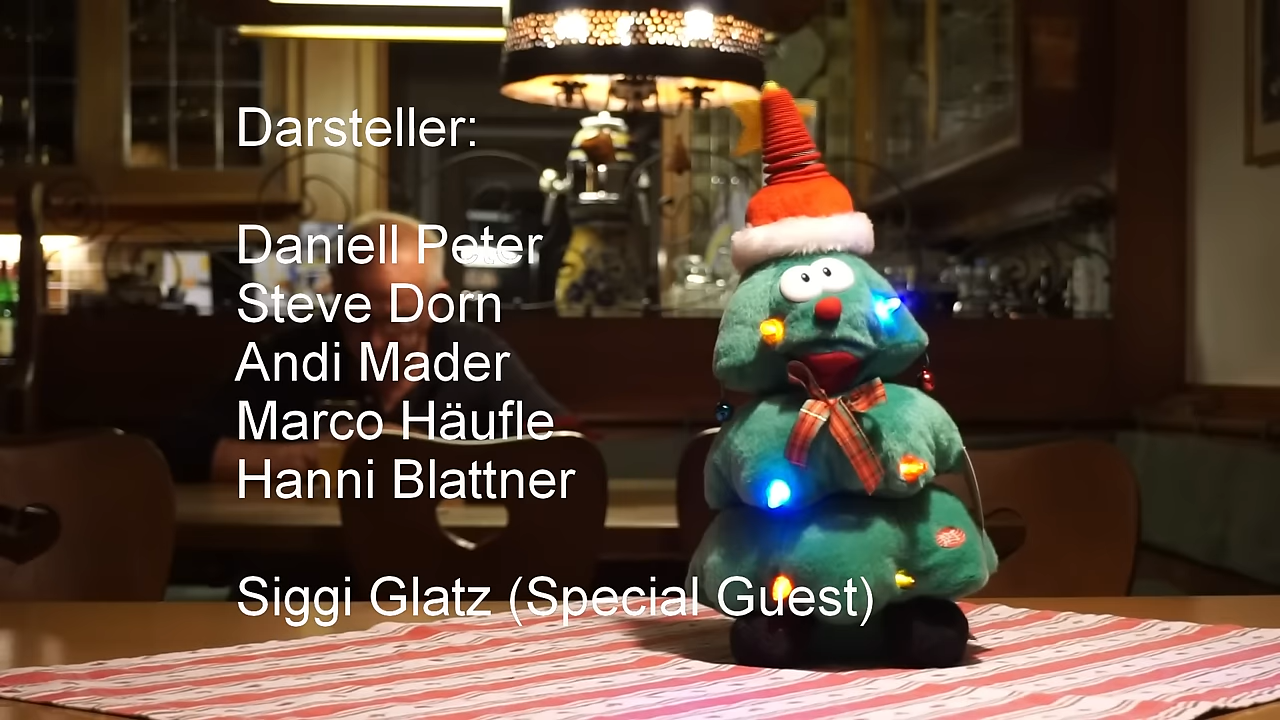 Darsteller:
Daniell Peter
Steve Dorn
Andi Mader
Marco Häufle
Hanni Blattner
Siggi Glatz (Special Guest)